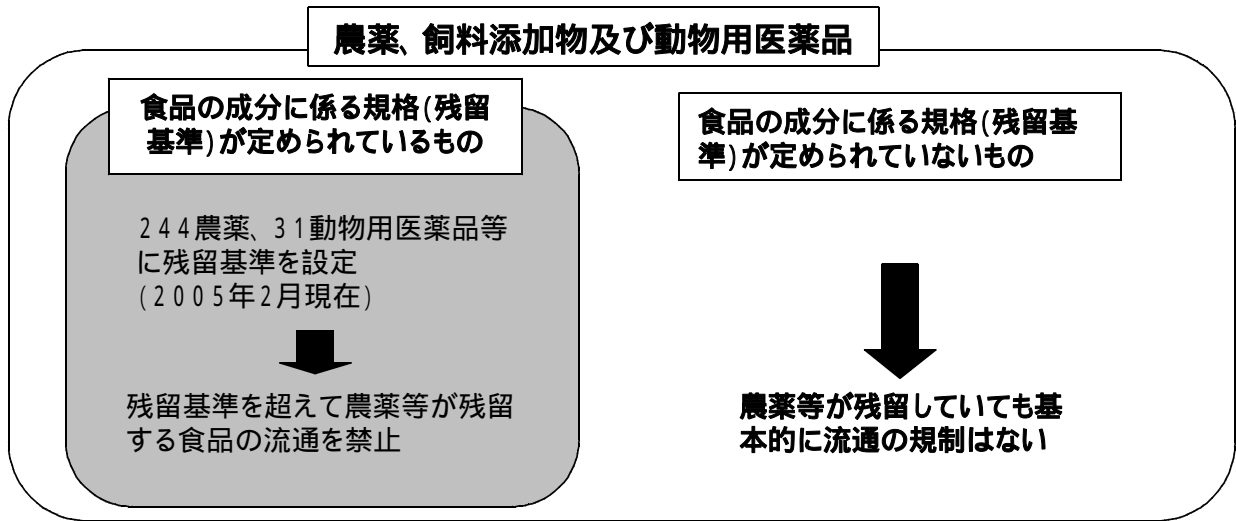 農薬、飼料添加物及び動物用医薬品
食品の成分に係る規格(残留
基準)が定められているもの
244農薬、31動物用医薬品等
に残留基準を設定
(2005年2月現在)
残留基準を超えて農薬等が残留
する食品の流通を禁止
食品の成分に係る規格(残留基
準)が定められていないもの
農薬等が残留していても基
本的に流通の規制はない